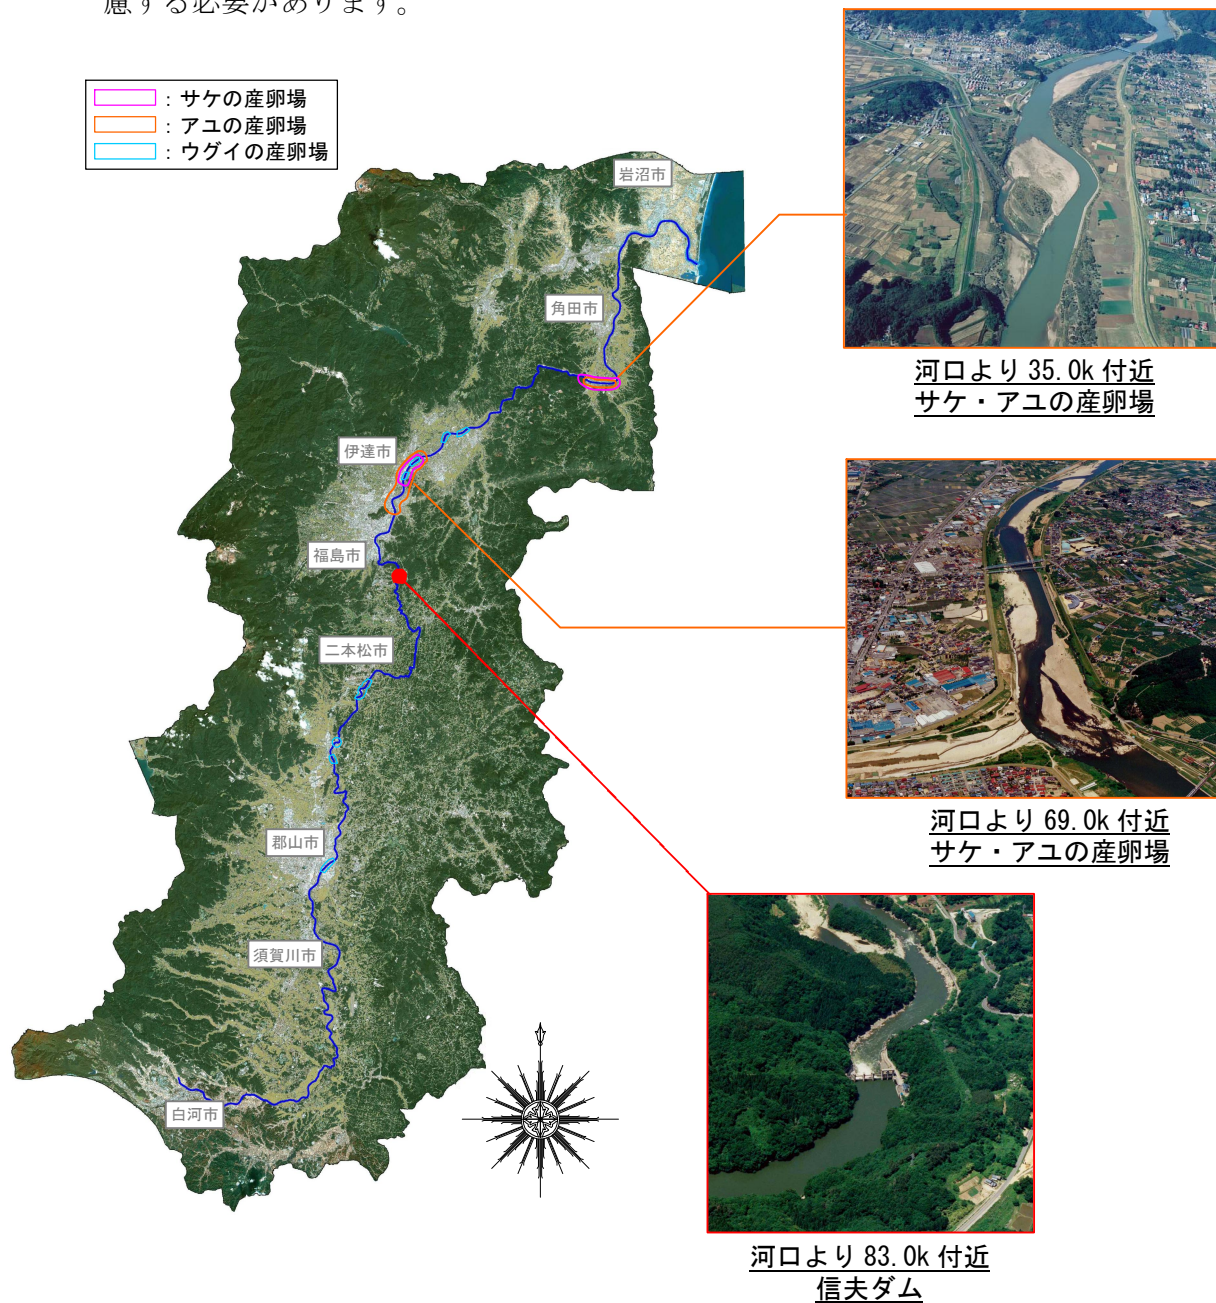 慮する必要があります。
：サケの産卵場
：アユの産卵場
：ウグイの産卵場
岩沼市
角田市
河口より 35.0k 付近
サケ・アユの産卵場
伊達市
福島市
二本松市
河口より 69.0k 付近
サケ・アユの産卵場
郡山市
須賀川市
白河市
河口より 83.0k 付近
信夫ダム